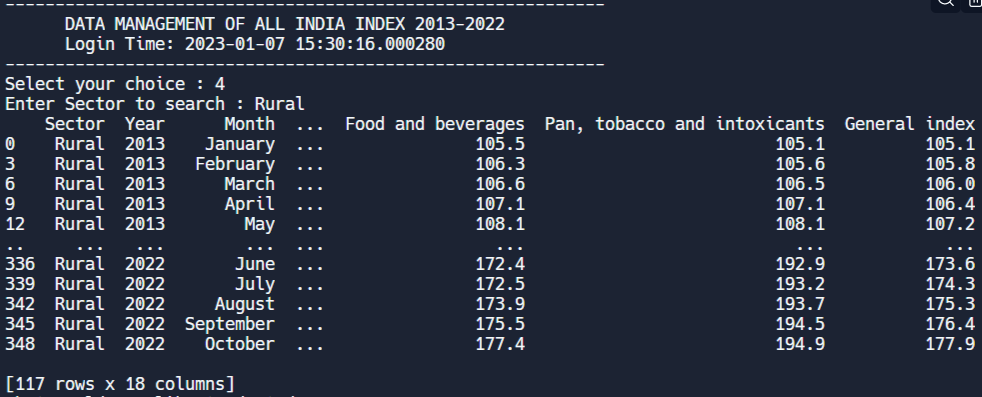 ------------------------------------------------------------
DATA MANAGEMENT OF ALL INDIA INDEX 2013-2022
Login Time: 2023-01-07 15:30:16.000280
------------------------------------------------------------
Select your choice : 4
Enter Sector to search : Rural
Sector Year Month ... Food and beverages Pan, tobacco and intoxicants General index
0 Rural 2013 January ... 105.5 105.1 105.1
3 Rural 2013 February ... 106.3 105.6 105.8
6 Rural 2013 March ... 106.6 106.5 106.0
9 Rural 2013 April ... 107.1 107.1 106.4
12 Rural 2013 May ... 108.1 108.1 107.2
.. ... ... ... ... ... ... ...
336 Rural 2022 June ... 172.4 192.9 173.6
339 Rural 2022 July ... 172.5 193.2 174.3
342 Rural 2022 August ... 173.9 193.7 175.3
345 Rural 2022 September ... 175.5 194.5 176.4
348 Rural 2022 October ... 177.4 194.9 177.9
[117 rows x 18 columns]